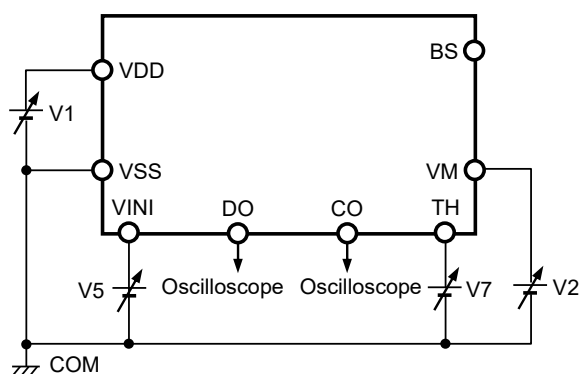 BS
VDD
V1
VSS
VM
VINI
DO
CO
TH
V5
Oscilloscope
Oscilloscope
V7
V2
COM